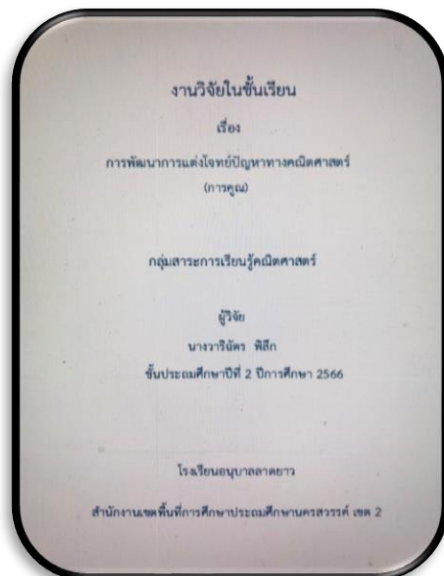 งานวิจัยในชั้นเรียน
เรื่อง
การพัฒนาการแต่งโจทย์ปัญหาทางคณิตศาสตร์
(การคูณ)
กลุ่มสาระการเรียนรู้คณิตศาสตร์
ผู้วิจัย
นางวาริฉัตร พิลึก
ชั้นประถมศึกษาปีที่ 2 ปีการศึกษา 2566
โรงเรียนอนุบาลลาดยาว
สำนักงานเขตพื้นที่การศึกษาประถมศึกษานครสวรรค์ เขต 2